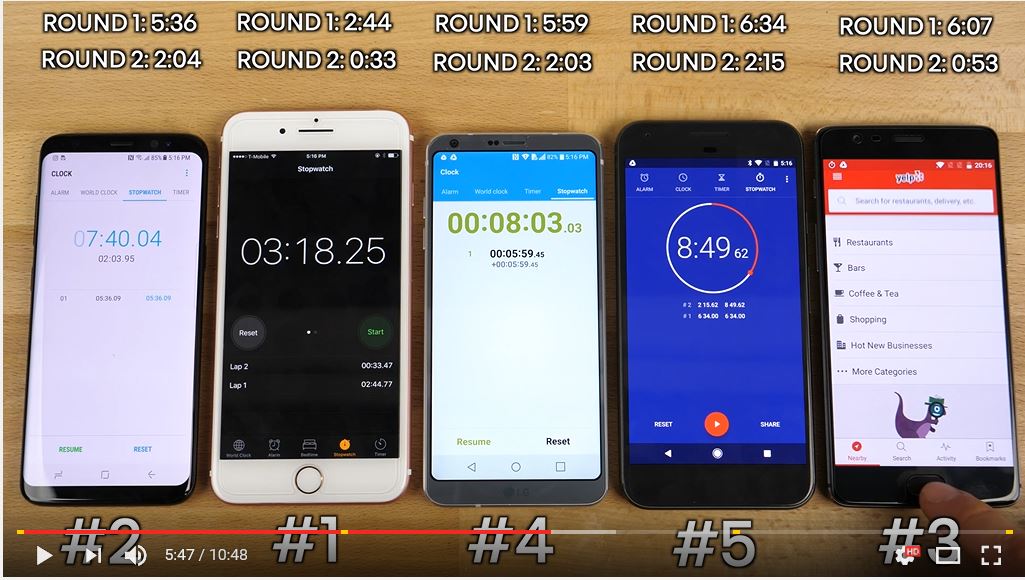 ROUND 1: 5:36
ROUND 2: 2:04
ROUND 1: 2:44
ROUND 2: 0:33
ROUND 1: 5:59
ROUND 2: 2:03
ROUND 1: 6:34
ROUND 2: 2:15
ROUND 1: 6:07
ROUND 2: 0:53
85% 5:16 PM
CLOCK
ALARM WORLD CLOCK STOPWATCH TIMER
07:40.04
02:03.95
01 05:36.09 05:36.09
RESUME RESET
T-Mobile 5:16 PM
Stopwatch
03:18.25
Reset Start
Lap 2 00:33.47
Lap 1 02:44.77
World Clock Alarm Bedtime Stopwatch Timer
82% 5:16 PM
Clock
Alarm World clock Timer Stopwatch
00:08:03.03
1 00:05:59.45
+00:05:59.45
Resume Reset
LG
5:16
ALARM CLOCK TIMER STOPWATCH
8:49 62
# 2 2 15.62 8 49.62
# 1 6 34.00 6 34.00
RESET SHARE
20:16
yelp
Search for restaurants, delivery, etc.
Restaurants
Bars
Coffee & Tea
Shopping
Hot New Businesses
More Categories
Nearby Search Activity Bookmarks
#2 #1 #4 #5 #3
5:47 / 10:48
HD